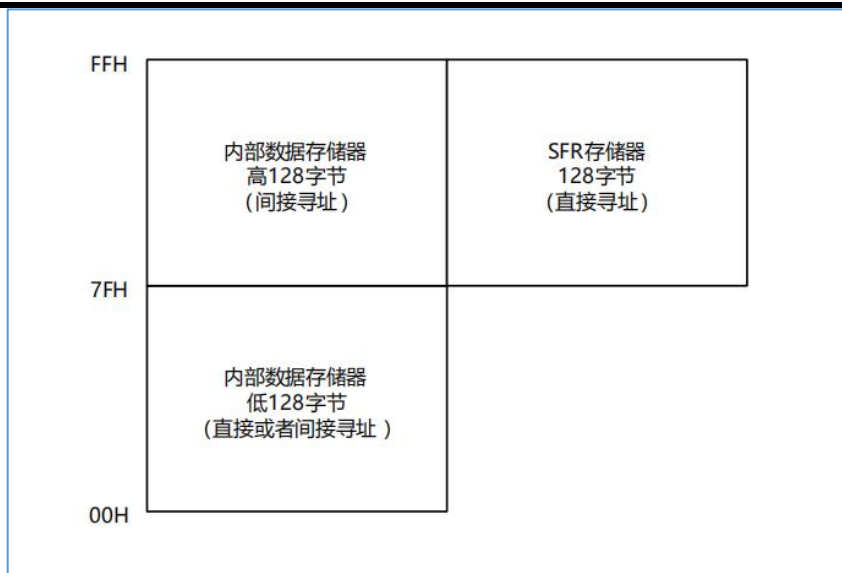 FFH
内部数据存储器
高128字节
(间接寻址)
SFR存储器
128字节
(直接寻址)
7FH
内部数据存储器
低128字节
(直接或者间接寻址 )
00H